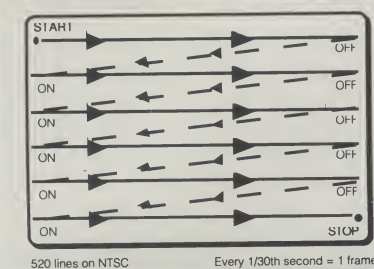 START
OFF
ON
OFF
ON
OFF
ON
OFF
ON
OFF
ON
STOP
520 lines on NTSC
Every 1/30th second = 1 frame